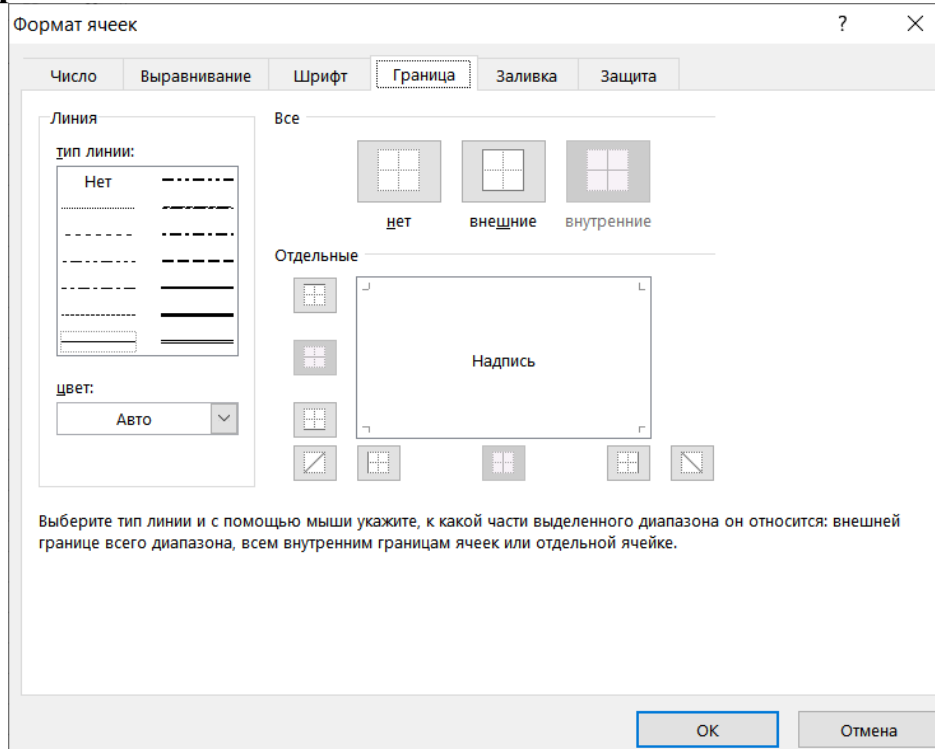 Формат ячеек ?
Число Выравнивание Шрифт Граница Заливка Защита
Линия
тип линии:
Нет
цвет:
Авто
Все
нет внешние внутренние
Отдельные
Надпись
Выберите тип линии и с помощью мыши укажите, к какой части выделенного диапазона он относится: внешней
границе всего диапазона, всем внутренним границам ячеек или отдельной ячейке.
ОК Отмена